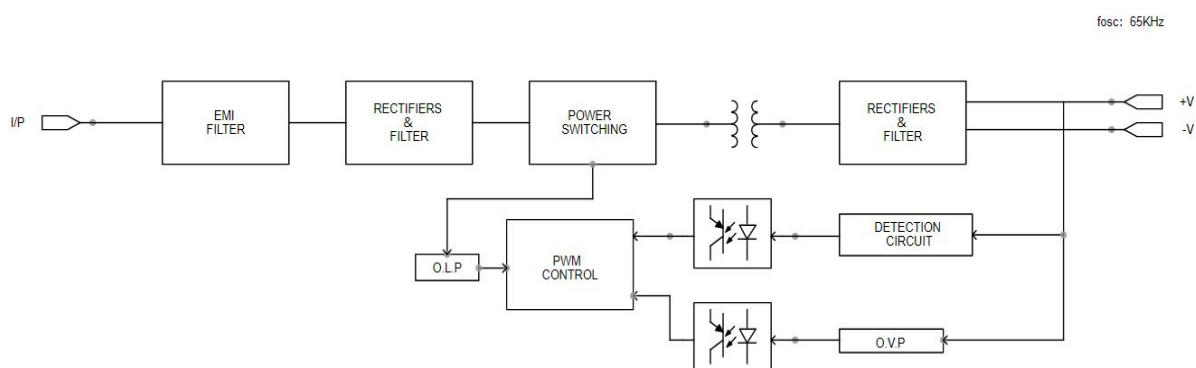 fosc: 65KHz
I/P
EMI
FILTER
RECTIFIERS
&
FILTER
POWER
SWITCHING
RECTIFIERS
&
FILTER
+V
-V
O.L.P
PWM
CONTROL
DETECTION
CIRCUIT
O.V.P